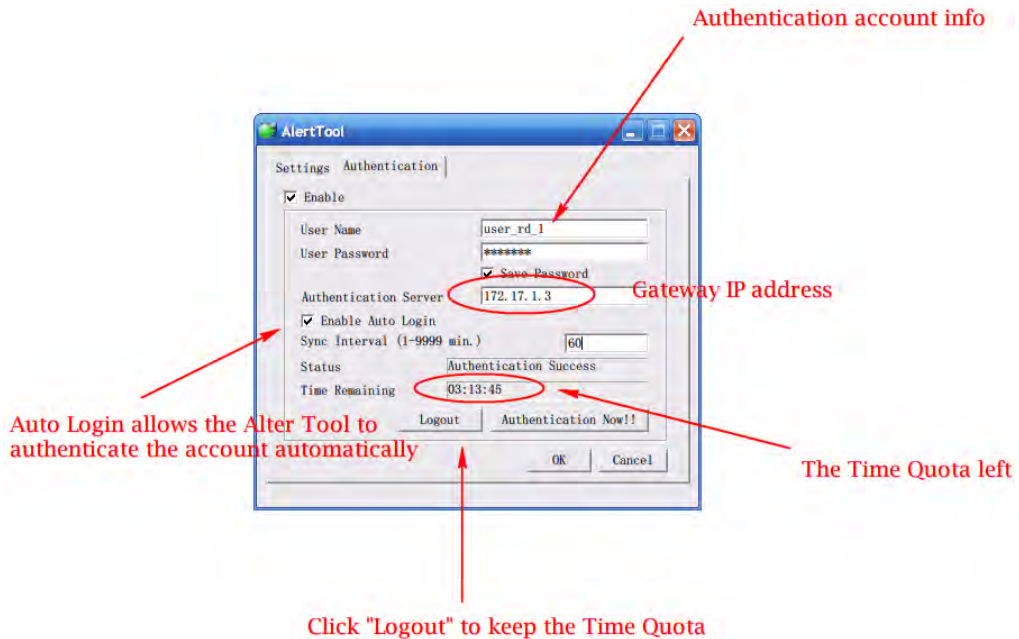 Authentication account info
AlertTool
Settings Authentication
Enable
User Name user_rd_1
User Password *******
Save Password
Authentication Server 172.17.1.3
Gateway IP address
Enable Auto Login
Sync Interval (1-9999 min.) 60
Status Authentication Success
Time Remaining 03:13:45
Logout Authentication Now!!
OK Cancel
Auto Login allows the Alter Tool to
authenticate the account automatically
The Time Quota left
Click "Logout" to keep the Time Quota